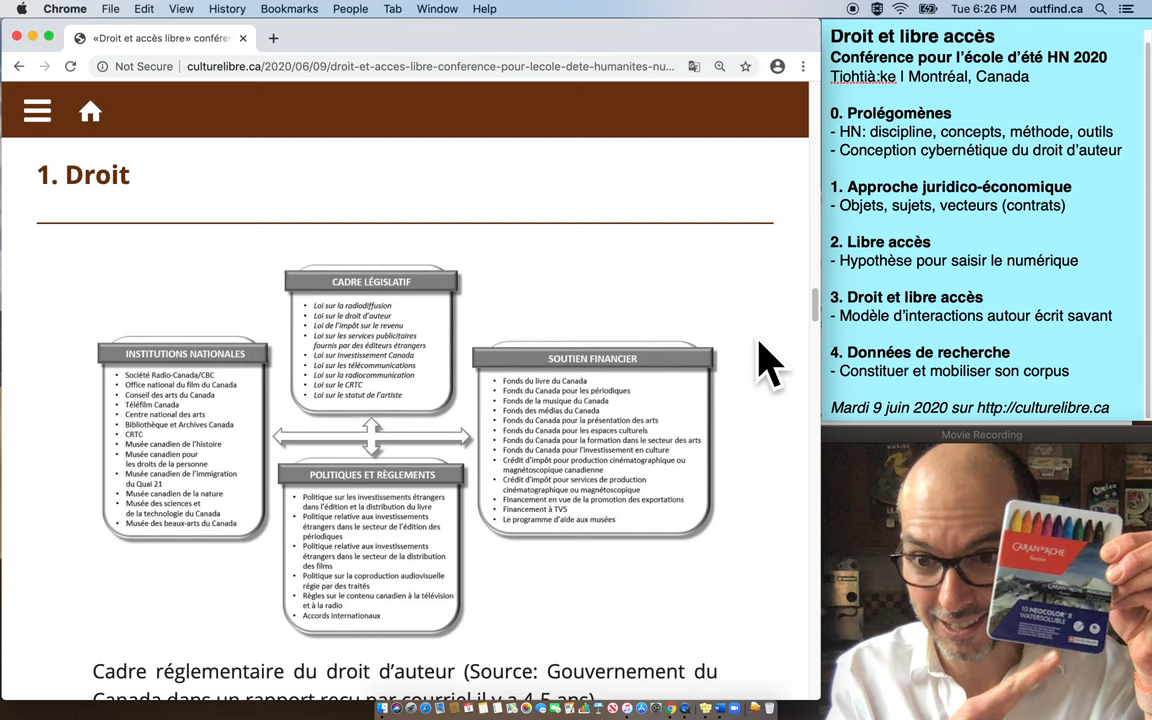 Chrome File Edit View History Bookmarks People Tab Window Help Tue 6:26 PM outfind.ca
«Droit et accès libre» confére
Not Secure culturelibre.ca/2020/06/09/droit-et-acces-libre-conference-pour-lecole-dete-humanites-nu...
1. Droit
CADRE LÉGISLATIF
• Loi sur la radiodiffusion
• Loi sur le droit d'auteur
• Loi de l'impôt sur le revenu
• Loi sur les services publicitaires
fournis par des éditeurs étrangers
• Loi sur Investissement Canada
• Loi sur les télécommunications
• Loi sur la radiocommunication
• Loi sur le CRTC
• Loi sur le statut de l'artiste
INSTITUTIONS NATIONALES
• Société Radio-Canada/CBC
• Office national du film du Canada
• Conseil des arts du Canada
• Téléfilm Canada
• Centre national des arts
• Bibliothèque et Archives Canada
• CRTC
• Musée canadien de l'histoire
• Musée canadien pour
les droits de la personne
• Musée canadien de l'immigration
du Quai 21
• Musée canadien de la nature
• Musée des sciences et
de la technologie du Canada
• Musée des beaux-arts du Canada
SOUTIEN FINANCIER
• Fonds du livre du Canada
• Fonds du Canada pour les périodiques
• Fonds de la musique du Canada
• Fonds des médias du Canada
• Fonds du Canada pour la présentation des arts
• Fonds du Canada pour les espaces culturels
• Fonds du Canada pour la formation dans le secteur des arts
• Fonds du Canada pour l'investissement en culture
• Crédit d'impôt pour production cinématographique ou
magnétoscopique canadienne
• Crédit d'impôt pour services de production
cinématographique ou magnétoscopique
• Financement en vue de la promotion des exportations
• Financement à TV5
• Le programme d'aide aux musées
POLITIQUES ET RÈGLEMENTS
• Politique sur les investissements étrangers
dans l'édition et la distribution du livre
• Politique relative aux investissements
étrangers dans le secteur de l'édition des
périodiques
• Politique relative aux investissements
étrangers dans le secteur de la distribution
des films
• Politique sur la coproduction audiovisuelle
régie par des traités
• Règles sur le contenu canadien à la télévision
et à la radio
• Accords internationaux
Cadre réglementaire du droit d'auteur (Source: Gouvernement du
Canada dans un rapport reçu par courriel il y a 4-5 ans)
Droit et libre accès
Conférence pour l'école d'été HN 2020
Tiohtià:ke I Montréal, Canada
0. Prolégomènes
- HN: discipline, concepts, méthode, outils
- Conception cybernétique du droit d'auteur
1. Approche juridico-économique
- Objets, sujets, vecteurs (contrats)
2. Libre accès
- Hypothèse pour saisir le numérique
3. Droit et libre accès
- Modèle d'interactions autour écrit savant
4. Données de recherche
- Constituer et mobiliser son corpus
Mardi 9 juin 2020 sur http://culturelibre.ca
Movie Recording
CARAN D'ACHE
Genève
CARAN D'ACHE
10 NEOCOLOR II
WATERSOLUBLE